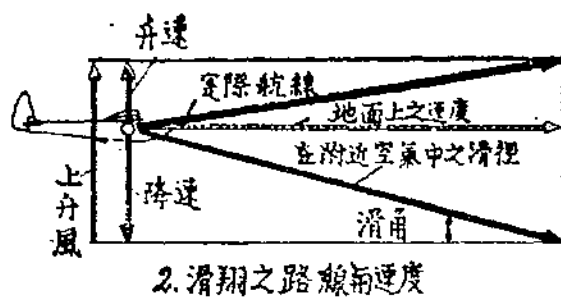 升速
實際航線
地面上之速度
在附近空氣中之滑徑
上升風
降速
滑角
2.滑翔之路線與速度